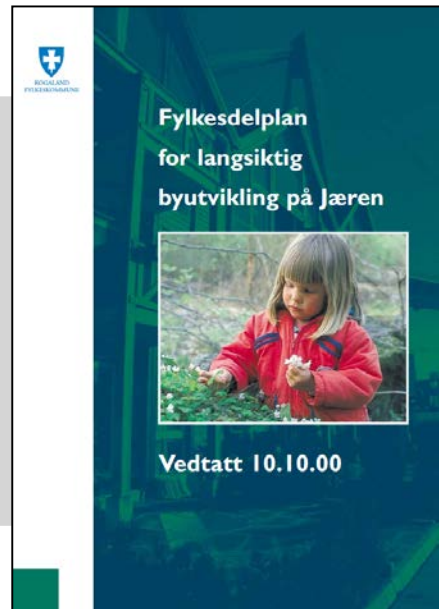 ROGALAND
FYLKESKOMMUNE
Fylkesdelplan
for langsiktig
byutvikling på Jæren
Vedtatt 10.10.00